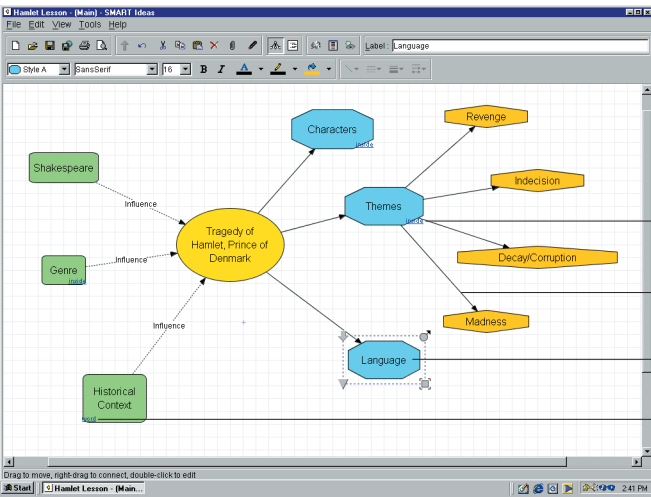 Hamlet Lesson - (Main) - SMART Ideas
File Edit View Tools Help
Label: Language
Style A SansSerif 16 B I A
Characters
inside
Revenge
Shakespeare
Indecision
Influence
Themes
inside
Tragedy of
Hamlet, Prince of
Denmark
Influence
Genre
inside
Decay/Corruption
Influence
Madness
Language
Historical
Context
word
Drag to move, right-drag to connect, double-click to edit
Start Hamlet Lesson - (Main... 2:41 PM